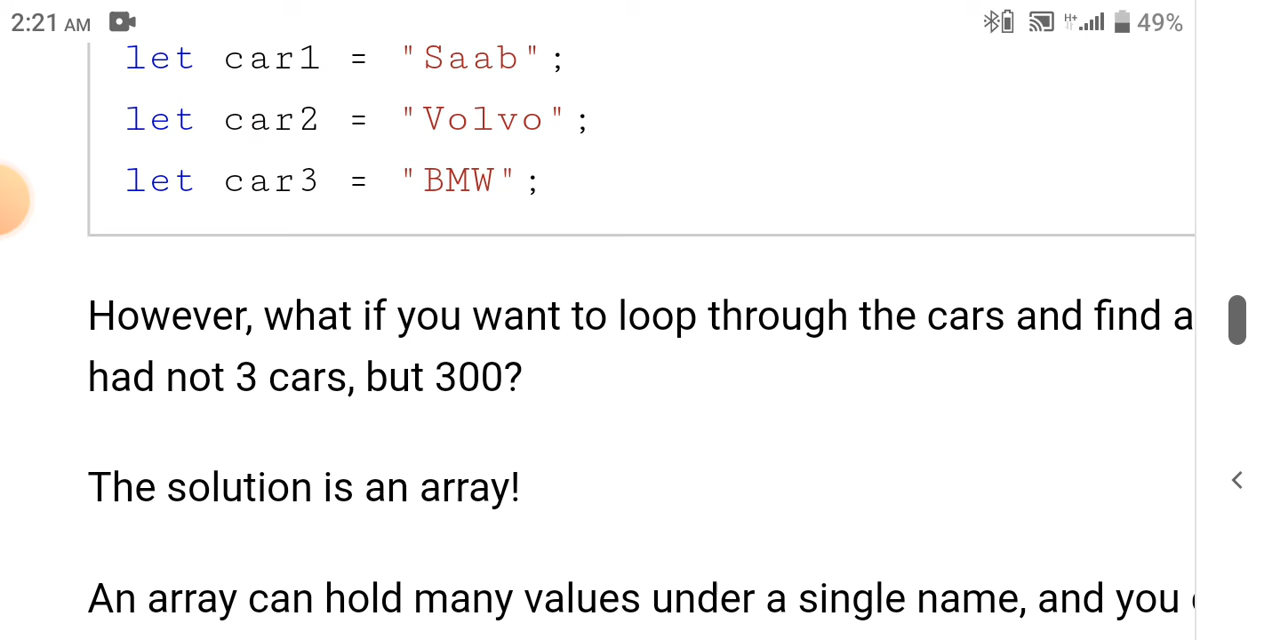 2:21 AM H+ 49%
let car1 = "Saab";
let car2 = "Volvo";
let car3 = "BMW";
However, what if you want to loop through the cars and find a
had not 3 cars, but 300?
The solution is an array!
An array can hold many values under a single name, and you